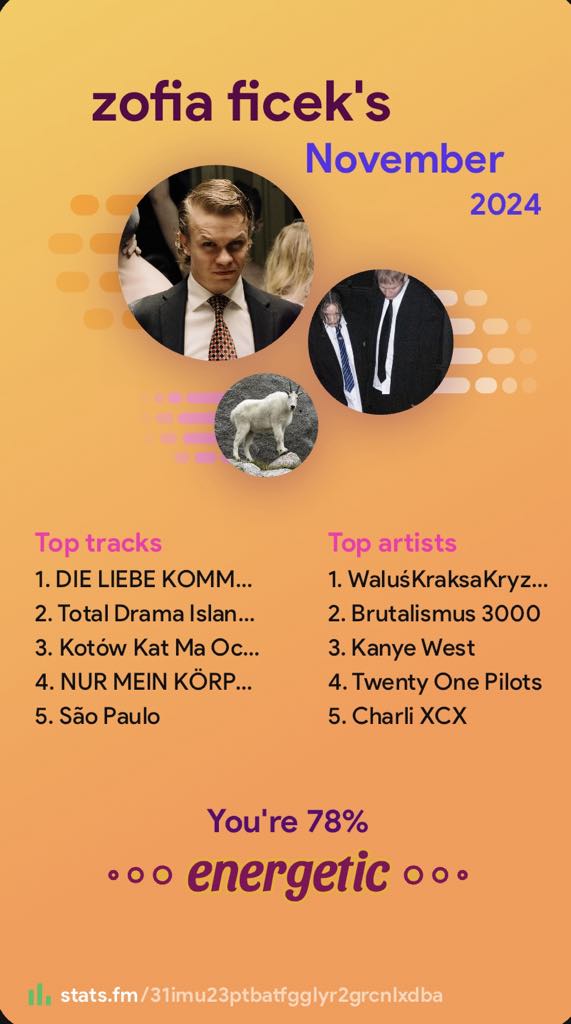 zofia ficek's
November
2024
Top tracks
1. DIE LIEBE KOMM...
2. Total Drama Islan...
3. Kotów Kat Ma Oc...
4. NUR MEIN KÖRP...
5. São Paulo
Top artists
1. WaluśKraksaKryz...
2. Brutalismus 3000
3. Kanye West
4. Twenty One Pilots
5. Charli XCX
You're 78%
energetic
stats.fm/31imu23ptbatfgglyr2grcnlxdba